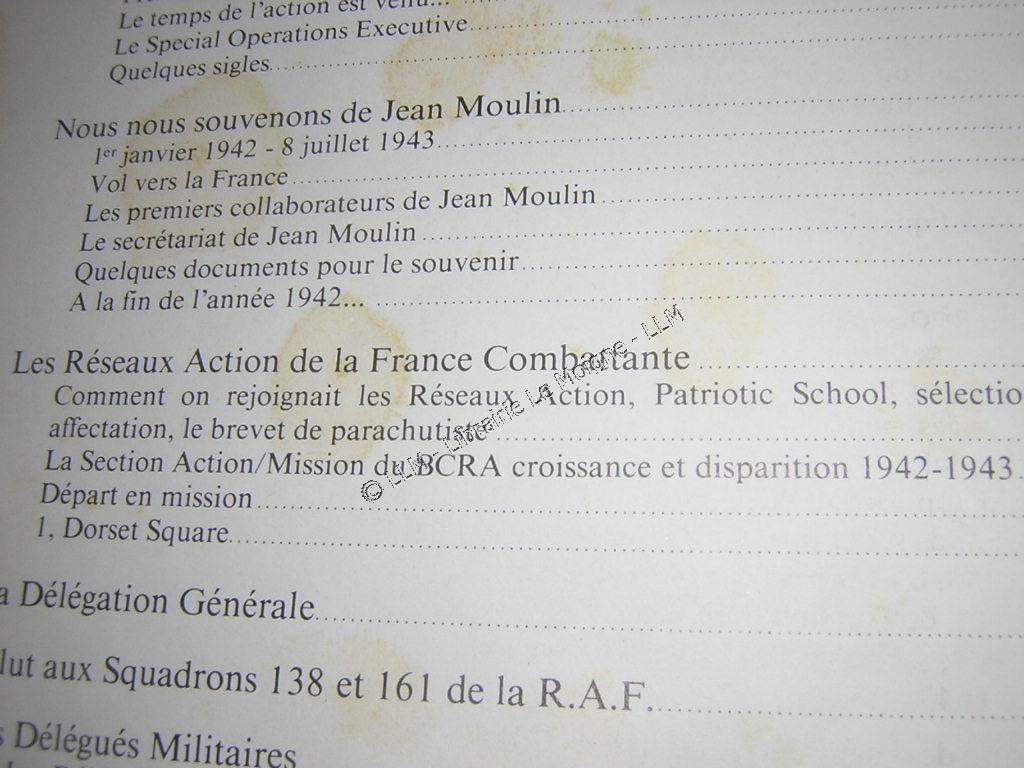 Le temps de l'action est venu...
Le Special Operations Executive
Quelques sigles
Nous nous souvenons de Jean Moulin
1er janvier 1942 - 8 juillet 1943
Vol vers la France
Les premiers collaborateurs de Jean Moulin
Le secrétariat de Jean Moulin
Quelques documents pour le souvenir
A la fin de l'année 1942...
Les Réseaux Action de la France Combattante
Comment on rejoignait les Réseaux Action, Patriotic School, sélectio
affectation, le brevet de parachutiste
La Section Action/Mission du BCRA croissance et disparition 1942-1943
Départ en mission
1, Dorset Square
a Délégation Générale
lut aux Squadrons 138 et 161 de la R.A.F.
s Délégués Militaires
© LLM - Librairie La Moraine - LLM